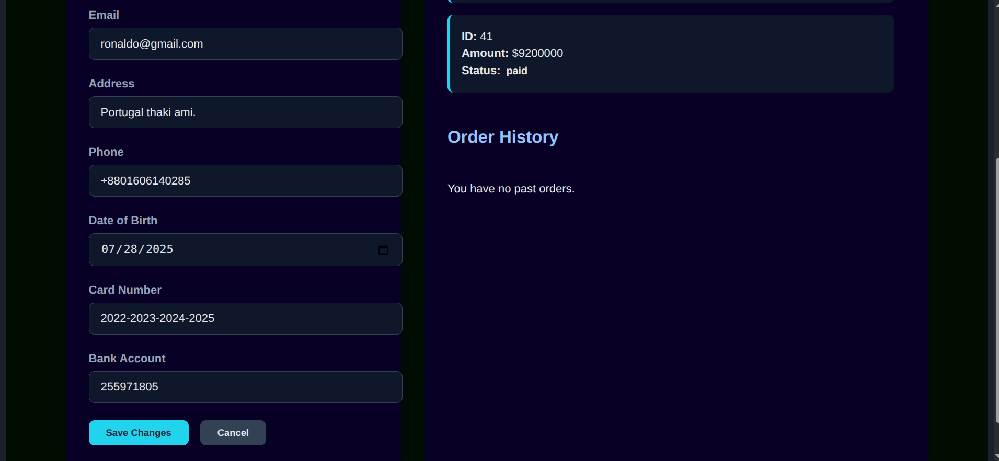 Email
ronaldo@gmail.com
Address
Portugal thaki ami.
Phone
+8801606140285
Date of Birth
07/28/2025
Card Number
2022-2023-2024-2025
Bank Account
255971805
Save Changes
Cancel
ID: 41
Amount: $9200000
Status: paid
Order History
You have no past orders.